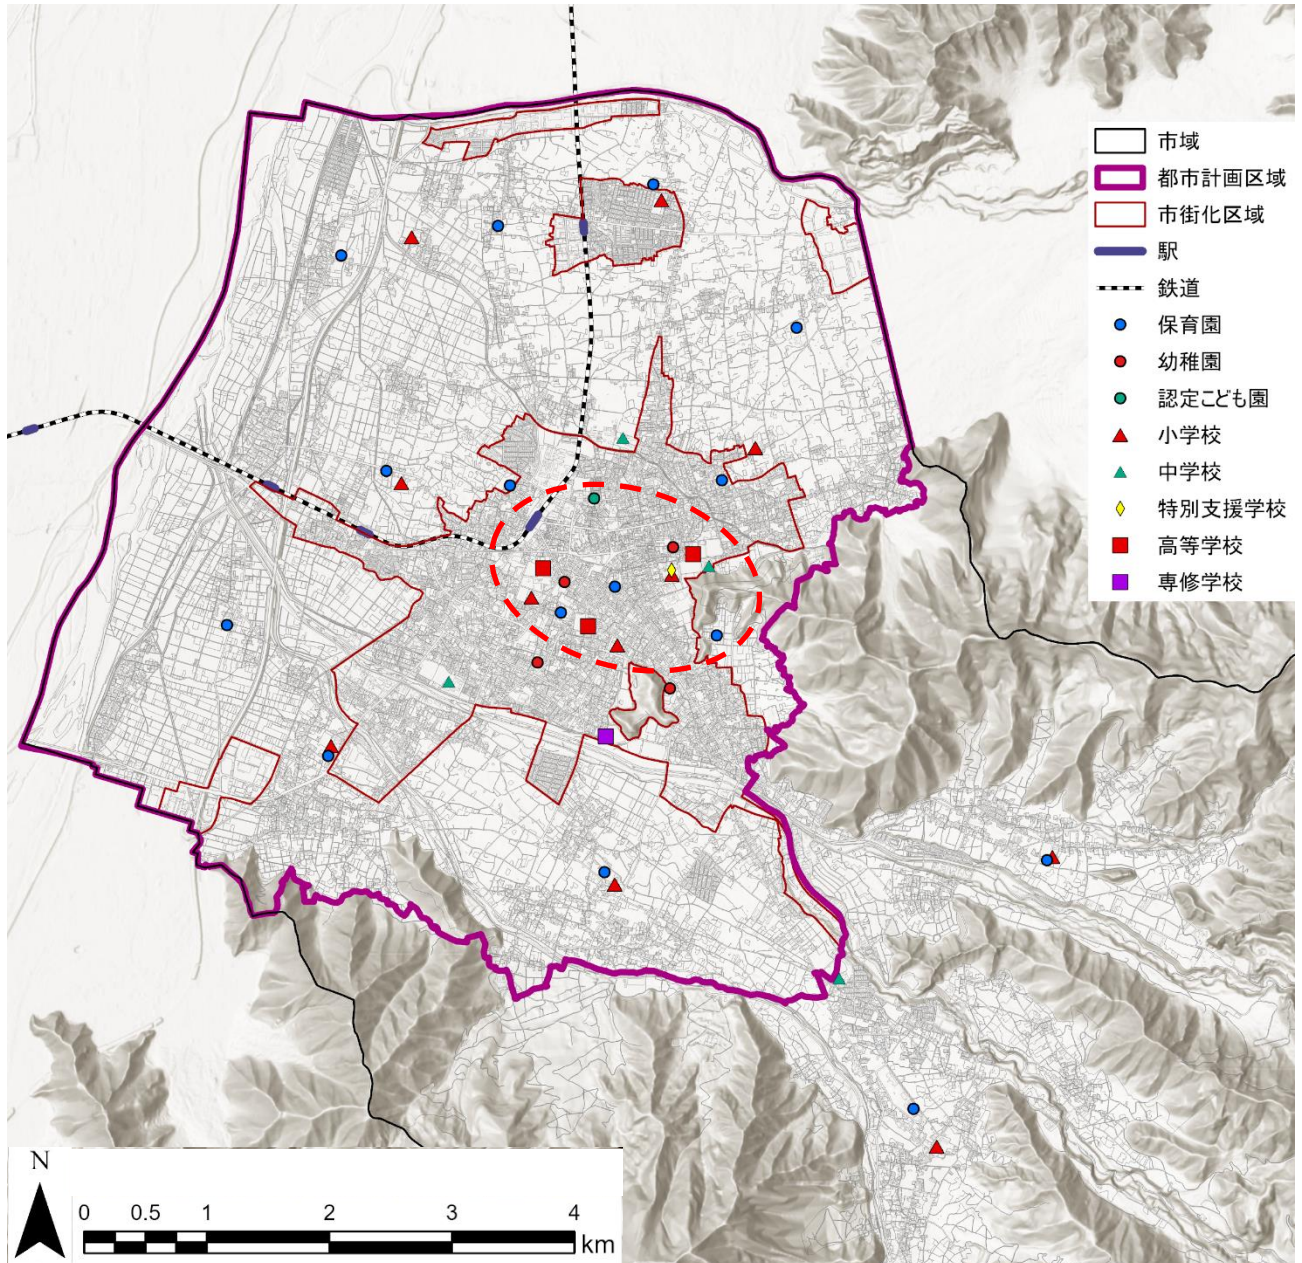 市域
都市計画区域
市街化区域
駅
鉄道
保育園
幼稚園
認定こども園
小学校
中学校
特別支援学校
高等学校
専修学校
N
0 0.5 1 2 3 4
km